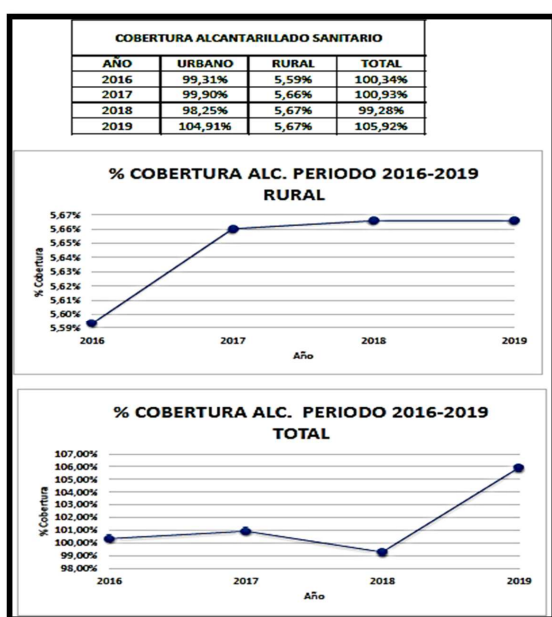 COBERTURA ALCANTARILLADO SANITARIO
AÑO URBANO RURAL TOTAL
2016 99,31% 5,59% 100,34%
2017 99,90% 5,66% 100,93%
2018 98,25% 5,67% 99,28%
2019 104,91% 5,67% 105,92%
% COBERTURA ALC. PERIODO 2016-2019
RURAL
% Cobertura
5,67%
5,66%
5,65%
5,64%
5,63%
5,62%
5,61%
5,60%
5,59%
2016 2017 2018 2019
Año
% COBERTURA ALC. PERIODO 2016-2019
TOTAL
% Cobertura
107,00%
106,00%
105,00%
104,00%
103,00%
102,00%
101,00%
100,00%
99,00%
98,00%
2016 2017 2018 2019
Año